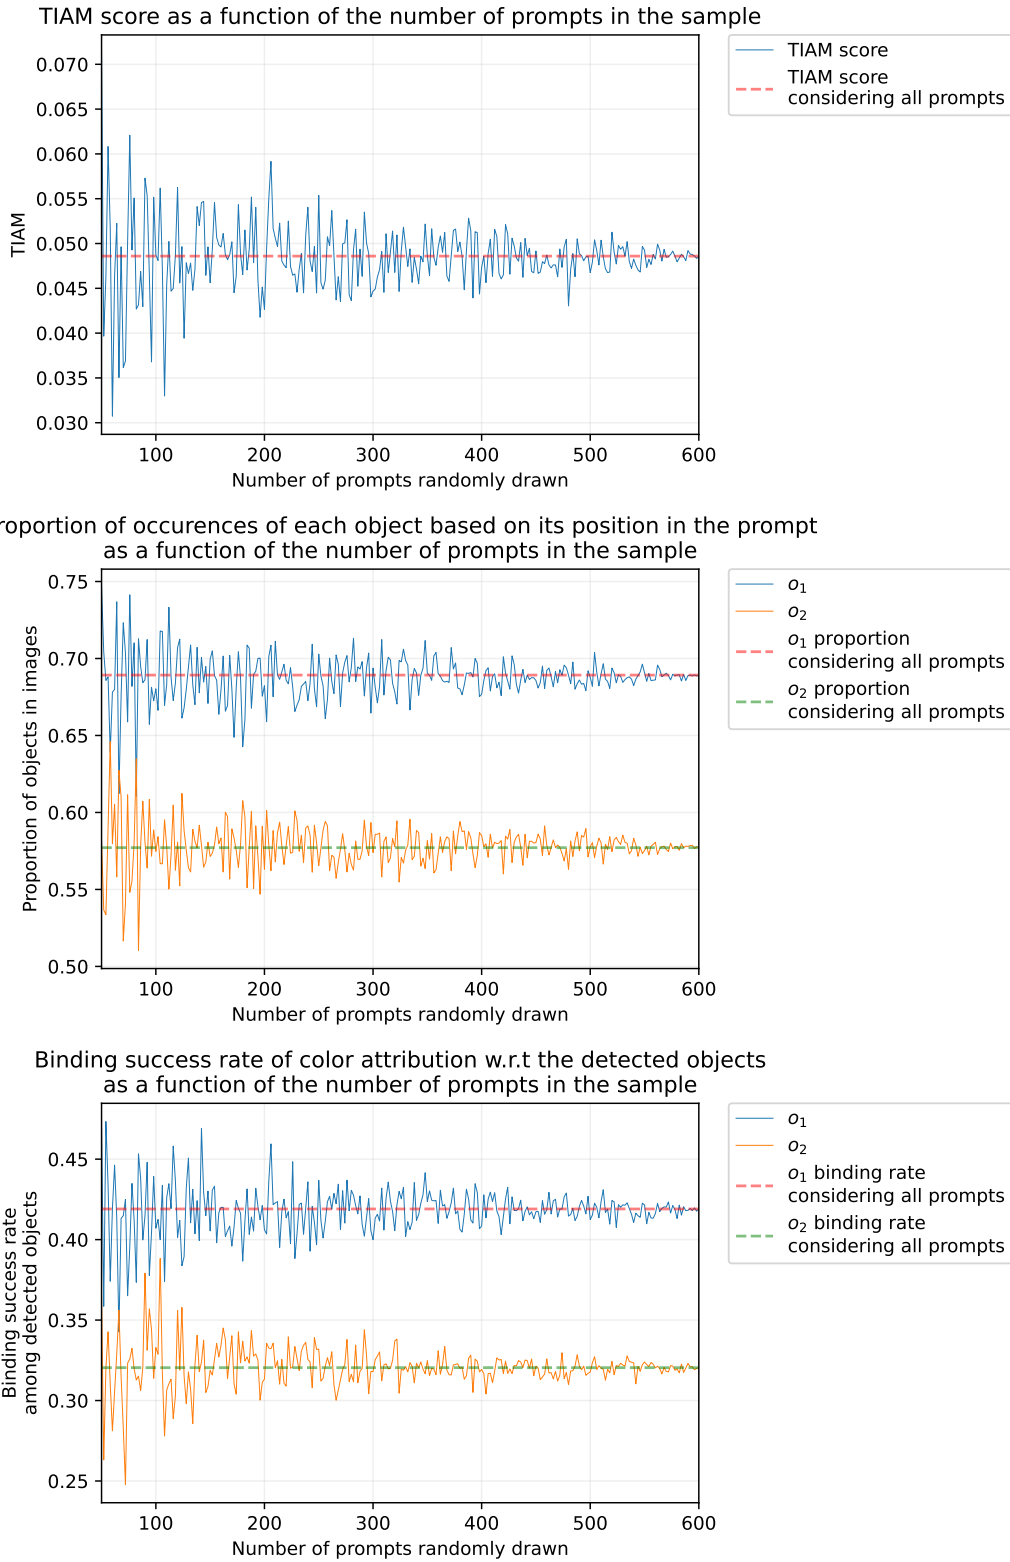 TIAM score as a function of the number of prompts in the sample
TIAM
0.070
0.065
0.060
0.055
0.050
0.045
0.040
0.035
0.030
100 200 300 400 500 600
Number of prompts randomly drawn
TIAM score
TIAM score
considering all prompts
roportion of occurences of each object based on its position in the prompt
as a function of the number of prompts in the sample
Proportion of objects in images
0.75
0.70
0.65
0.60
0.55
0.50
100 200 300 400 500 600
Number of prompts randomly drawn
o₁
o₂
o₁ proportion
considering all prompts
o₂ proportion
considering all prompts
Binding success rate of color attribution w.r.t the detected objects
as a function of the number of prompts in the sample
Binding success rate
among detected objects
0.45
0.40
0.35
0.30
0.25
100 200 300 400 500 600
Number of prompts randomly drawn
o₁
o₂
o₁ binding rate
considering all prompts
o₂ binding rate
considering all prompts